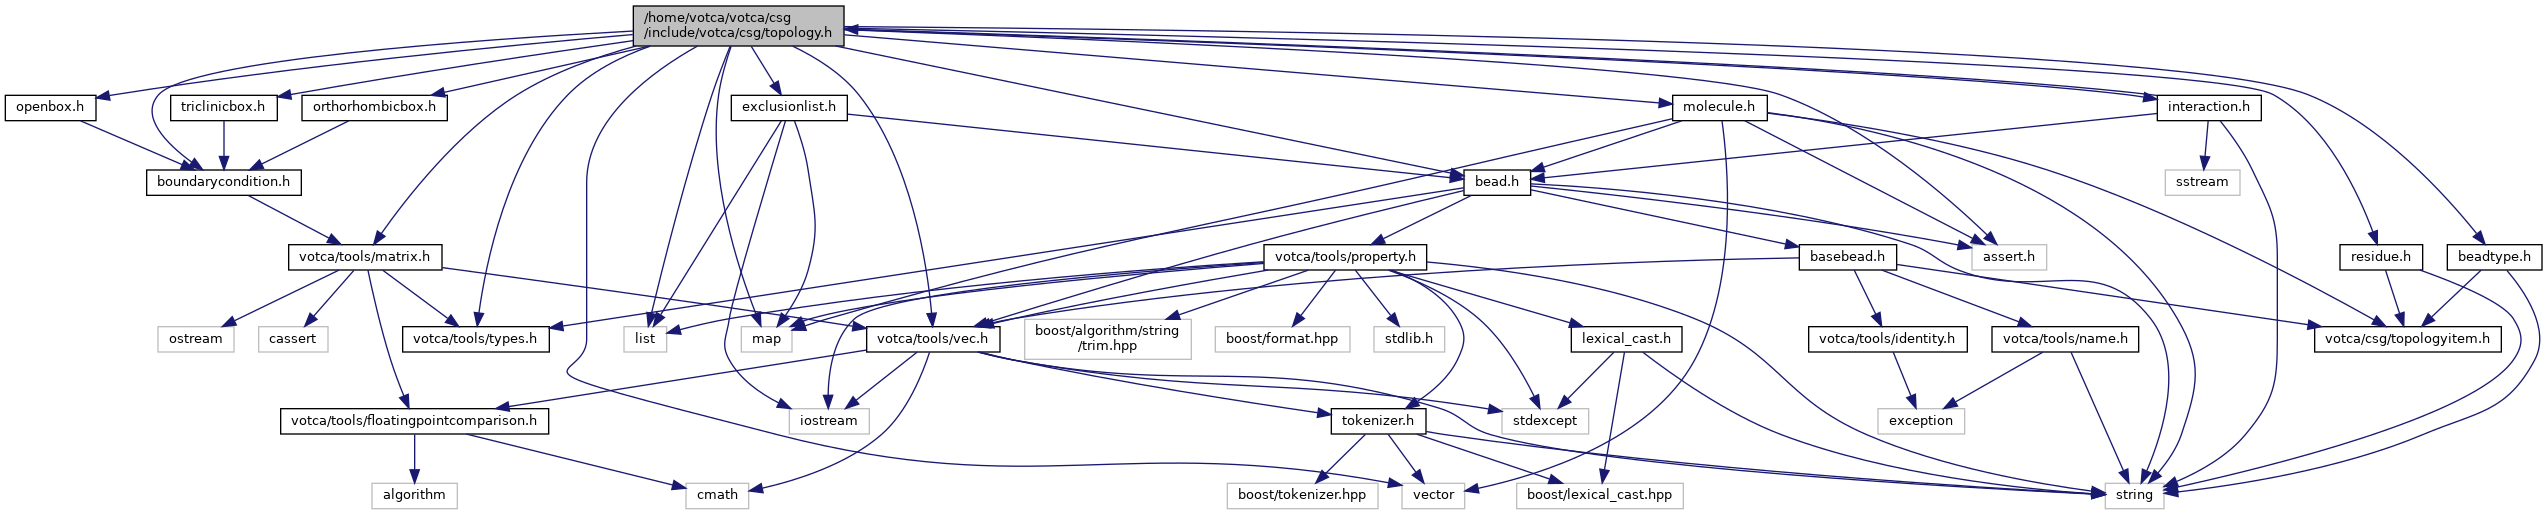 /home/votca/votca/csg
/include/votca/csg/topology.h
openbox.h
triclinicbox.h
orthorhombicbox.h
exclusionlist.h
molecule.h
interaction.h
boundarycondition.h
bead.h
sstream
votca/tools/matrix.h
votca/tools/property.h
basebead.h
assert.h
residue.h
beadtype.h
ostream
cassert
votca/tools/types.h
list
map
votca/tools/vec.h
boost/algorithm/string
/trim.hpp
boost/format.hpp
stdlib.h
lexical_cast.h
votca/tools/identity.h
votca/tools/name.h
votca/csg/topologyitem.h
votca/tools/floatingpointcomparison.h
iostream
tokenizer.h
stdexcept
exception
algorithm
cmath
boost/tokenizer.hpp
vector
boost/lexical_cast.hpp
string